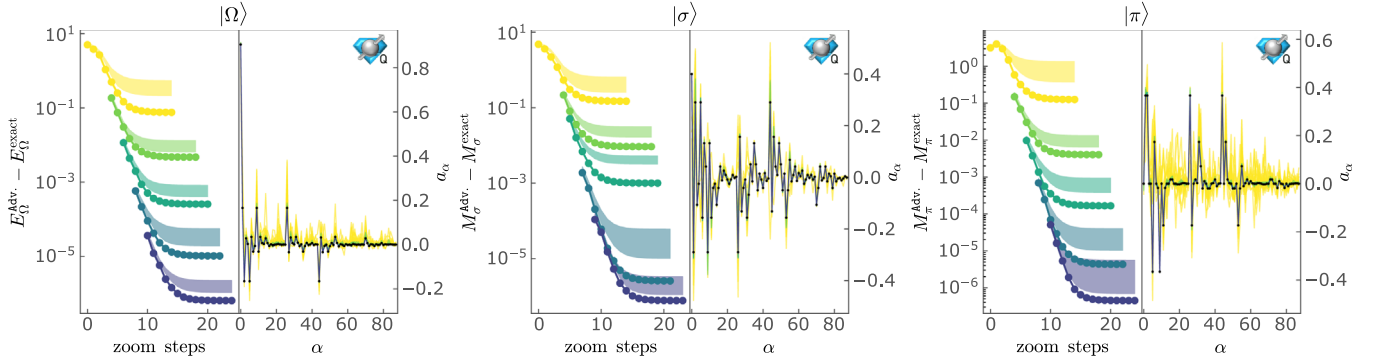 |Ω⟩
E_Ω^Adv. − E_Ω^exact
10^1
10^−1
10^−3
10^−5
0 10 20
zoom steps
Q
0.8
0.6
0.4
0.2
0.0
−0.2
a_α
0 40 80
α
|σ⟩
M_σ^Adv. − M_σ^exact
10^1
10^−1
10^−3
10^−5
0 10 20
zoom steps
Q
0.4
0.2
0.0
−0.2
−0.4
a_α
0 20 40 60 80
α
|π⟩
M_π^Adv. − M_π^exact
10^0
10^−1
10^−2
10^−3
10^−4
10^−5
10^−6
0 10 20
zoom steps
Q
0.6
0.4
0.2
0.0
−0.2
−0.4
a_α
0 20 40 60 80
α